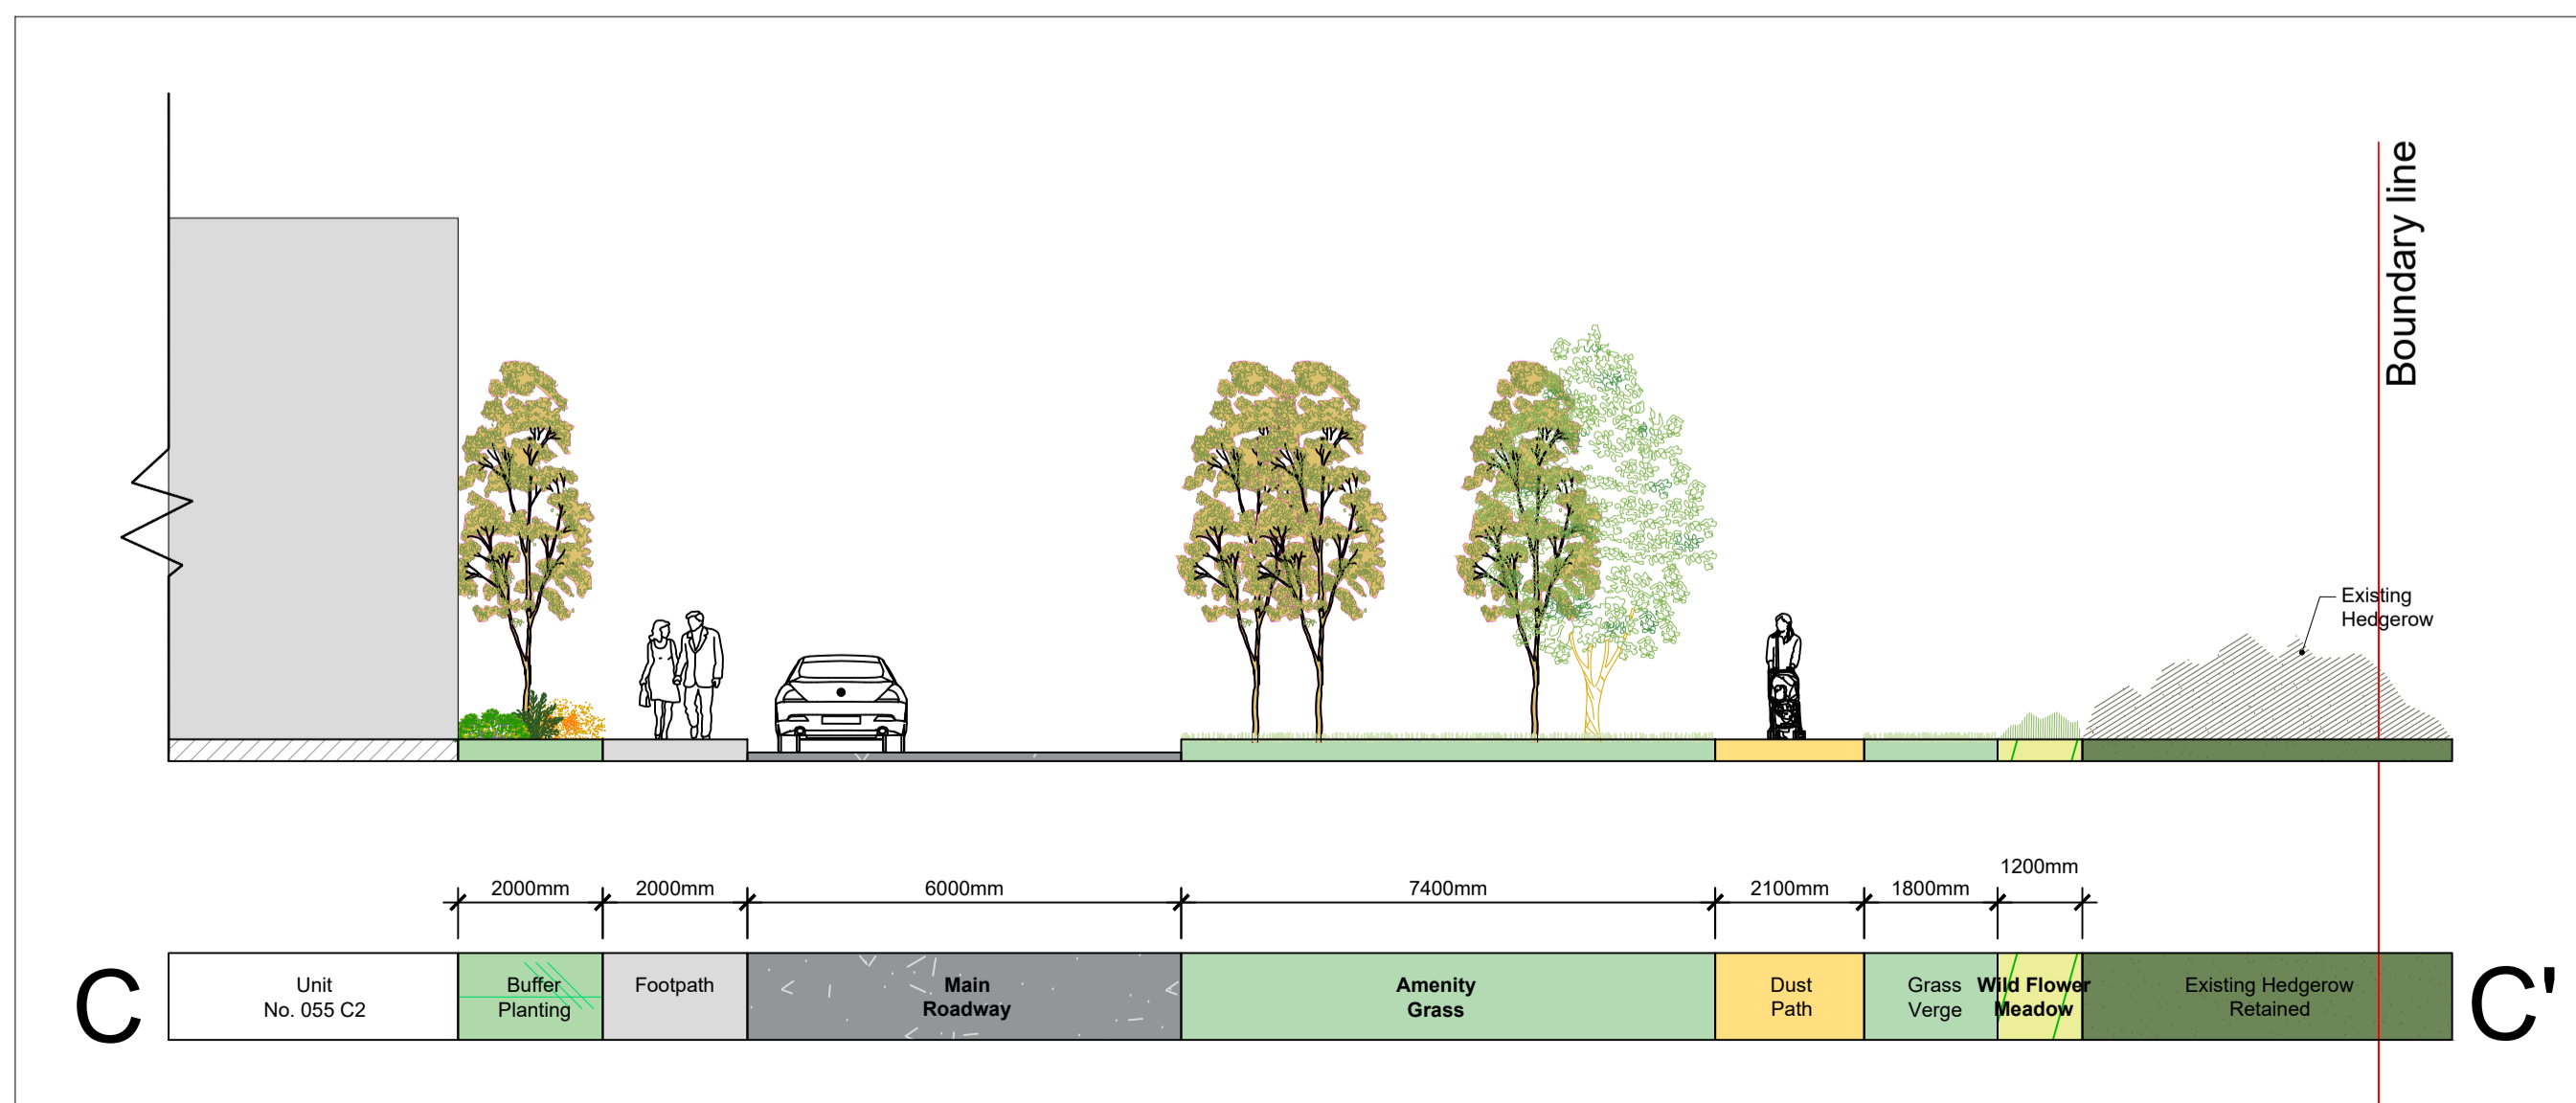 Boundary line
Existing
Hedgerow
1200mm
2000mm 2000mm 6000mm 7400mm 2100mm 1800mm
C
Unit
No. 055 C2
Buffer
Planting
Footpath
Main
Roadway
Amenity
Grass
Dust
Path
Grass
Verge
Wild Flower
Meadow
Existing Hedgerow
Retained
C'